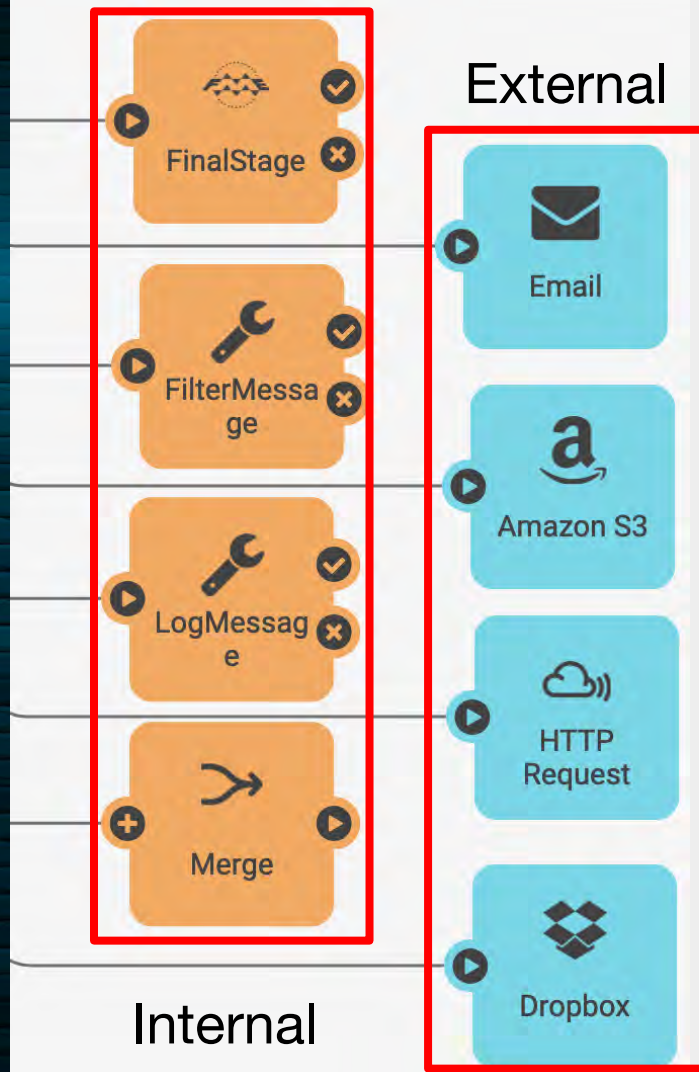 External
FinalStage
Email
FilterMessa
ge
Amazon S3
LogMessag
e
HTTP
Request
Merge
Dropbox
Internal